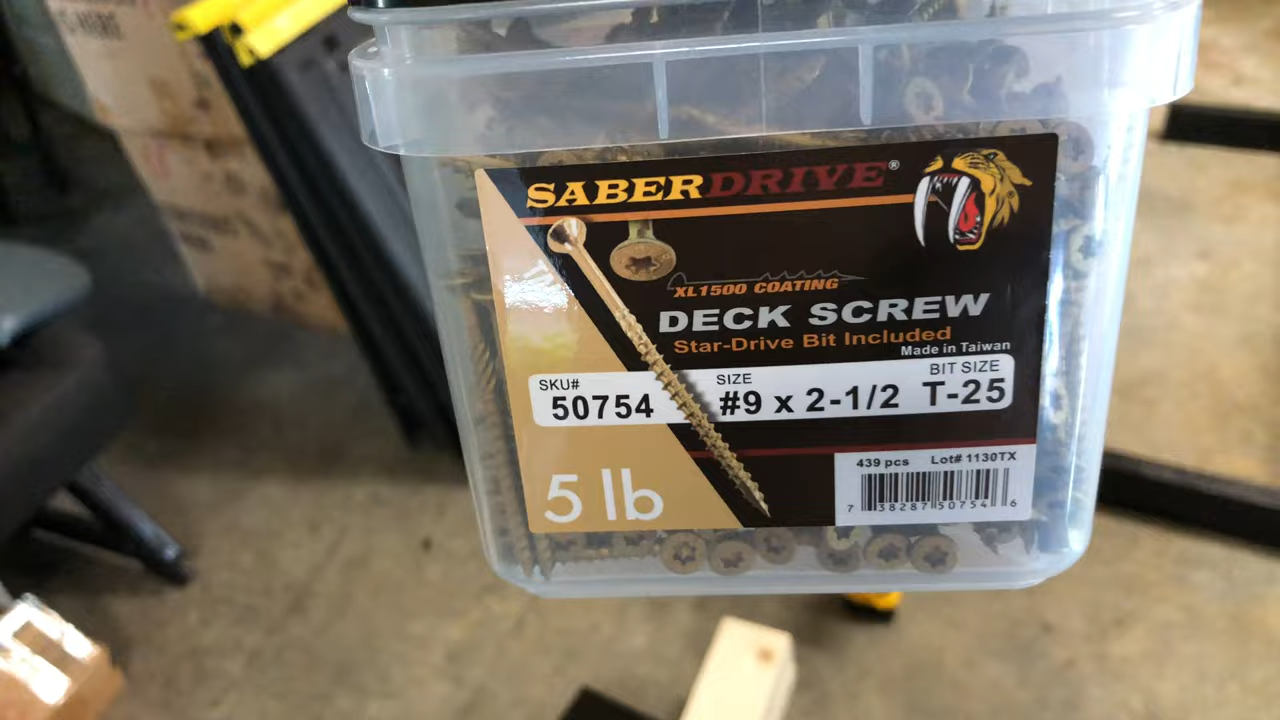 SABERDRIVE®
XL1500 COATING
DECK SCREW
Star-Drive Bit Included
Made in Taiwan
SKU# SIZE BIT SIZE
50754 #9 x 2-1/2 T-25
5 lb
439 pcs Lot# 1130TX
7 38287 50754 6